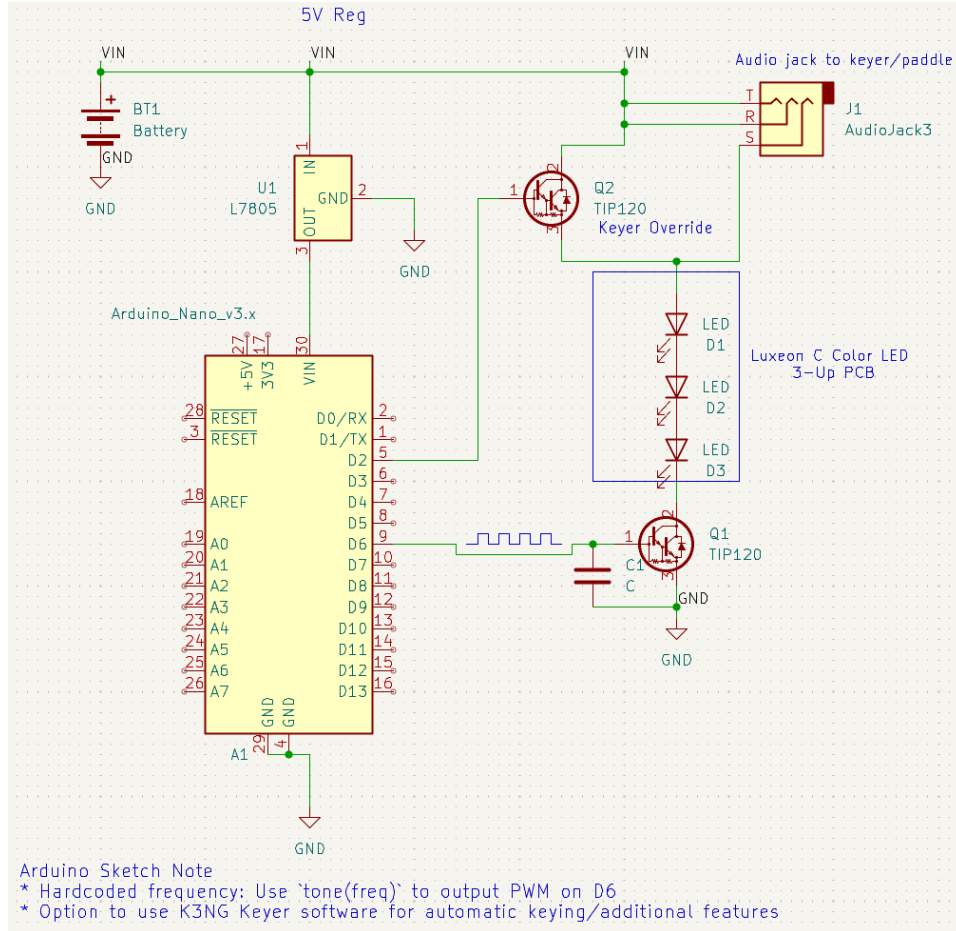 5V Reg
VIN
VIN
VIN
Audio jack to keyer/paddle
+
BT1
Battery
GND
GND
T
R
S
J1
AudioJack3
1
IN
U1
L7805
GND
2
OUT
3
GND
1
2
Q2
TIP120
3
Keyer Override
Arduino_Nano_v3.x
27
17
30
+5V
3V3
VIN
28
RESET
3
RESET
18
AREF
19
A0
20
A1
21
A2
22
A3
23
A4
24
A5
25
A6
26
A7
D0/RX
2
D1/TX
1
D2
5
D3
6
D4
7
D5
8
D6
9
D7
10
D8
11
D9
12
D10
13
D11
14
D12
15
D13
16
GND
GND
29
4
A1
GND
LED
D1
LED
D2
LED
D3
Luxeon C Color LED
3-Up PCB
C1
C
1
2
Q1
TIP120
3
GND
GND
Arduino Sketch Note
* Hardcoded frequency: Use `tone(freq)` to output PWM on D6
* Option to use K3NG Keyer software for automatic keying/additional features